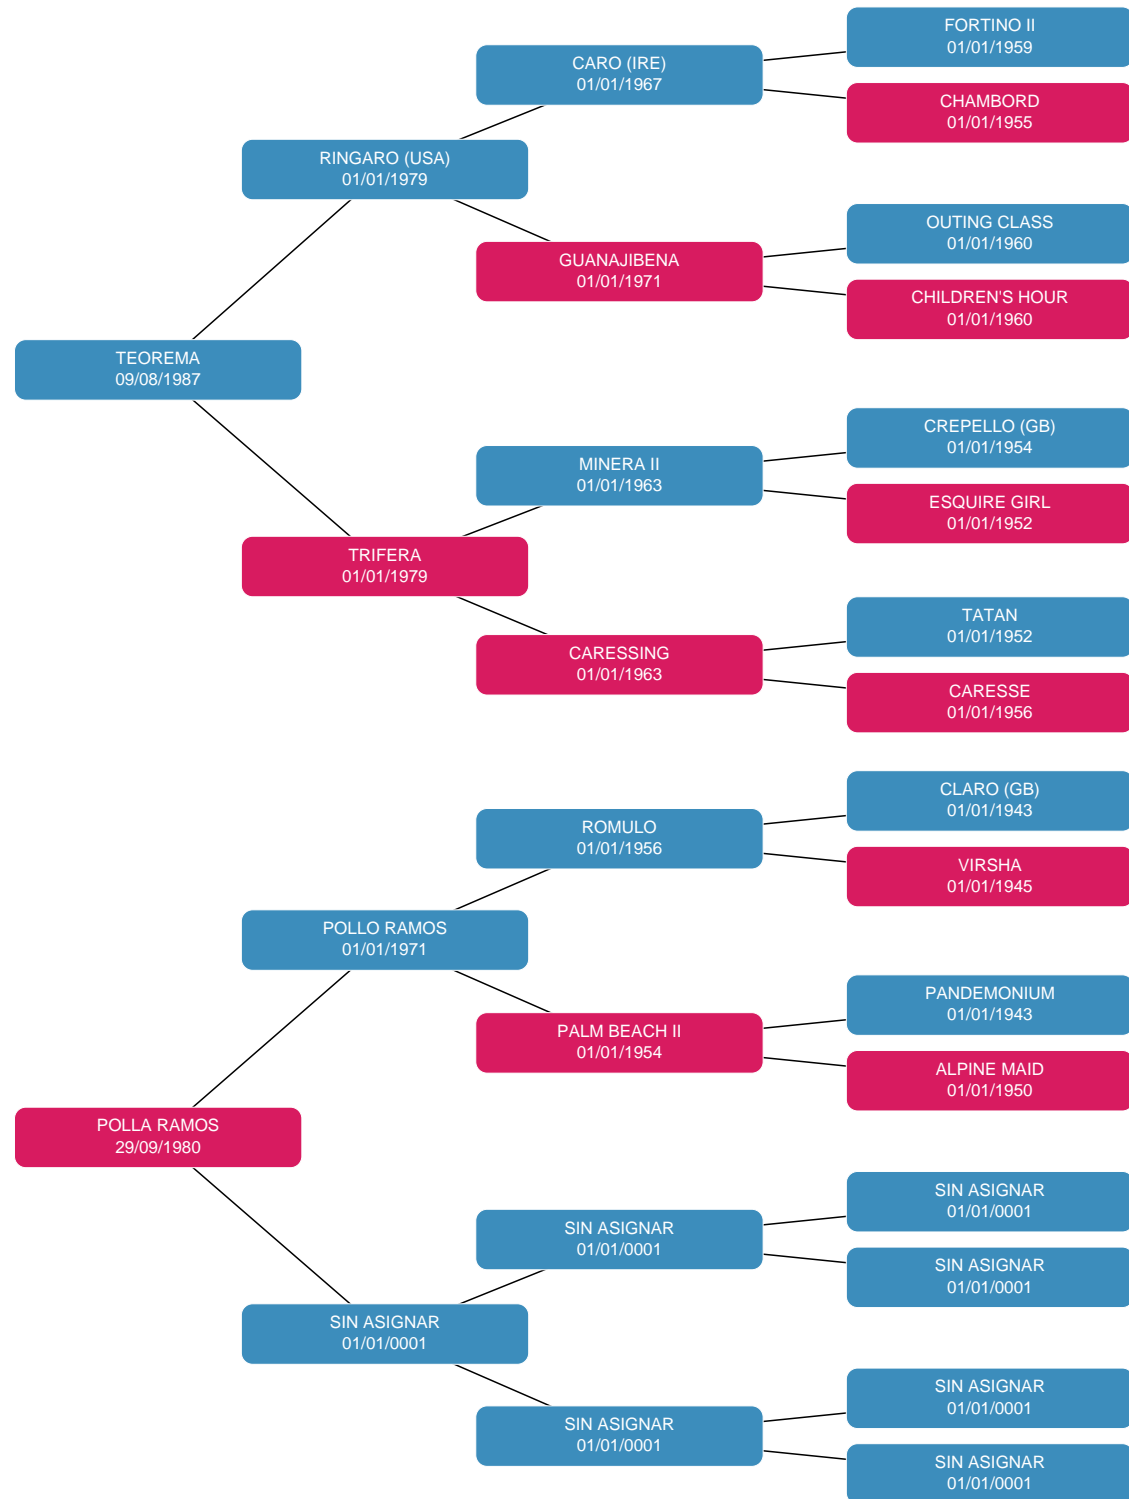 FORTINO II
01/01/1959
CARO (IRE)
01/01/1967
CHAMBORD
01/01/1955
RINGARO (USA)
01/01/1979
OUTING CLASS
01/01/1960
GUANAJIBENA
01/01/1971
CHILDREN'S HOUR
01/01/1960
TEOREMA
09/08/1987
CREPELLO (GB)
01/01/1954
MINERA II
01/01/1963
ESQUIRE GIRL
01/01/1952
TRIFERA
01/01/1979
TATAN
01/01/1952
CARESSING
01/01/1963
CARESSE
01/01/1956
CLARO (GB)
01/01/1943
ROMULO
01/01/1956
VIRSHA
01/01/1945
POLLO RAMOS
01/01/1971
PANDEMONIUM
01/01/1943
PALM BEACH II
01/01/1954
ALPINE MAID
01/01/1950
POLLA RAMOS
29/09/1980
SIN ASIGNAR
01/01/0001
SIN ASIGNAR
01/01/0001
SIN ASIGNAR
01/01/0001
SIN ASIGNAR
01/01/0001
SIN ASIGNAR
01/01/0001
SIN ASIGNAR
01/01/0001
SIN ASIGNAR
01/01/0001